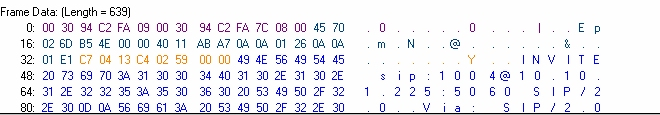 Frame Data: (Length = 639)
0: 00 30 94 C2 FA 09 00 30 94 C2 FA 7C 08 00 45 70 . 0 . . . . . 0 . . . | . . E p
16: 02 6D B5 4E 00 00 40 11 AB A7 0A 0A 01 26 0A 0A . m . N . . @ . . . . . . & . .
32: 01 E1 C7 04 13 C4 02 59 00 00 49 4E 56 49 54 45 . . . . . . . Y . . I N V I T E
48: 20 73 69 70 3A 31 30 30 34 40 31 30 2E 31 30 2E s i p : 1 0 0 4 @ 1 0 . 1 0 .
64: 31 2E 32 32 35 3A 35 30 36 30 20 53 49 50 2F 32 1 . 2 2 5 : 5 0 6 0 S I P / 2
80: 2E 30 0D 0A 56 69 61 3A 20 53 49 50 2F 32 2E 30 . 0 . . V i a : S I P / 2 . 0